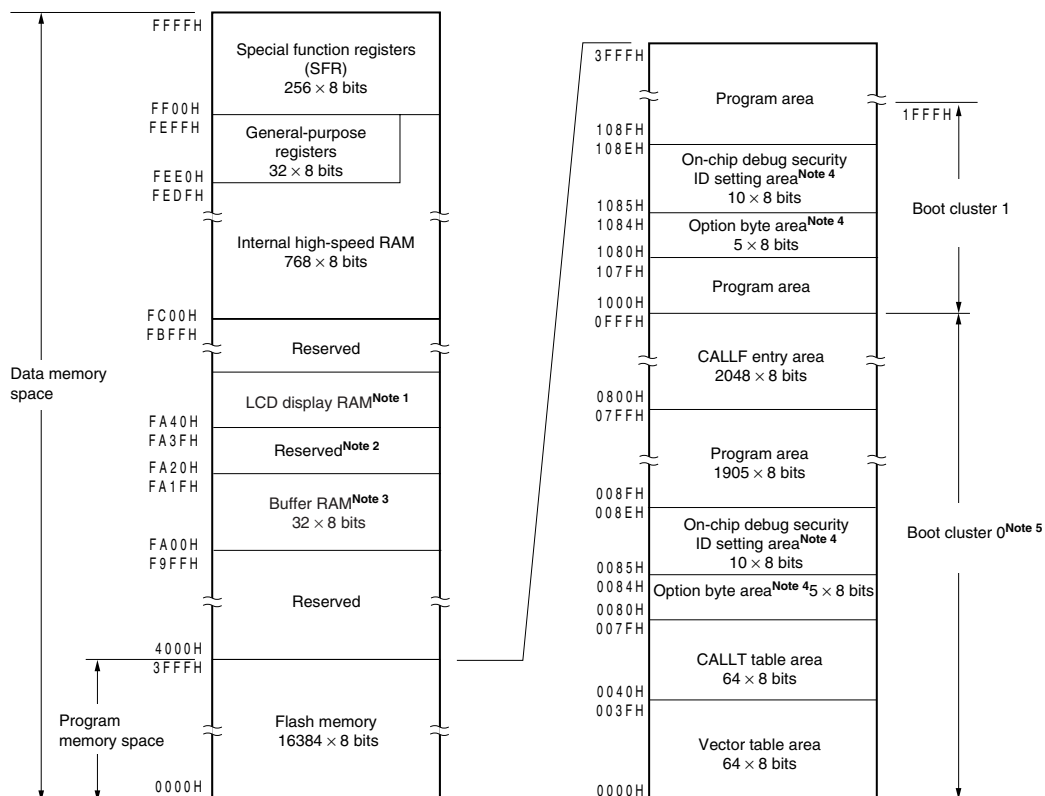 FFFFH
Special function registers
(SFR)
256 × 8 bits
FF00H
FEFFH
General-purpose
registers
32 × 8 bits
FEE0H
FEDFH
Internal high-speed RAM
768 × 8 bits
FC00H
FBFFH
Reserved
LCD display RAMNote 1
FA40H
FA3FH
ReservedNote 2
FA20H
FA1FH
Buffer RAMNote 3
32 × 8 bits
FA00H
F9FFH
Reserved
4000H
3FFFH
Flash memory
16384 × 8 bits
0000H
Data memory
space
Program
memory space
3FFFH
Program area
1FFFH
108FH
108EH
On-chip debug security
ID setting areaNote 4
10 × 8 bits
1085H
1084H
Option byte areaNote 4
5 × 8 bits
1080H
107FH
Program area
1000H
0FFFH
Boot cluster 1
CALLF entry area
2048 × 8 bits
0800H
07FFH
Program area
1905 × 8 bits
008FH
008EH
On-chip debug security
ID setting areaNote 4
10 × 8 bits
0085H
0084H
Option byte areaNote 4 5 × 8 bits
0080H
007FH
CALLT table area
64 × 8 bits
0040H
003FH
Vector table area
64 × 8 bits
0000H
Boot cluster 0Note 5